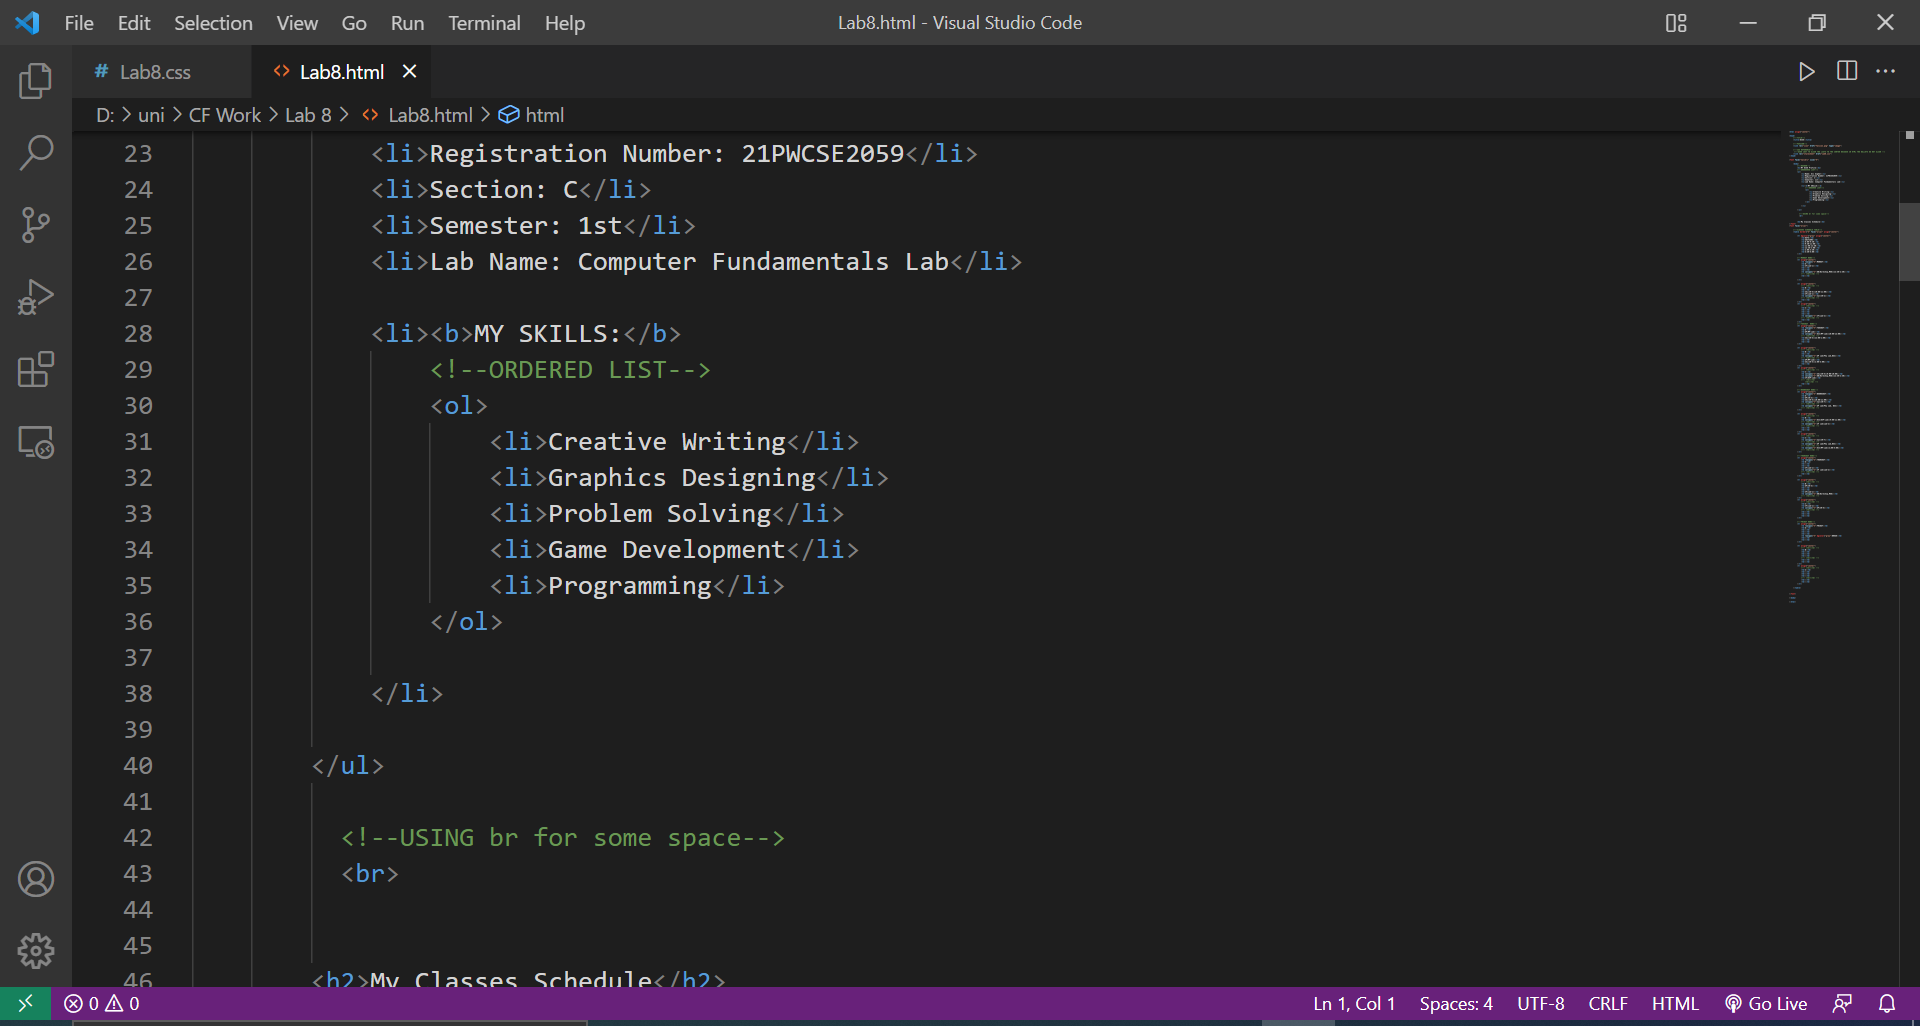 File Edit Selection View Go Run Terminal Help Lab8.html - Visual Studio Code
# Lab8.css <> Lab8.html
D: > uni > CF Work > Lab 8 > <> Lab8.html > html
23 <li>Registration Number: 21PWCSE2059</li>
24 <li>Section: C</li>
25 <li>Semester: 1st</li>
26 <li>Lab Name: Computer Fundamentals Lab</li>
27
28 <li><b>MY SKILLS:</b>
29 <!--ORDERED LIST-->
30 <ol>
31 <li>Creative Writing</li>
32 <li>Graphics Designing</li>
33 <li>Problem Solving</li>
34 <li>Game Development</li>
35 <li>Programming</li>
36 </ol>
37
38 </li>
39
40 </ul>
41
42 <!--USING br for some space-->
43 <br>
44
45
46 <h2>My Classes Schedule</h2>
0 0 Ln 1, Col 1 Spaces: 4 UTF-8 CRLF HTML Go Live